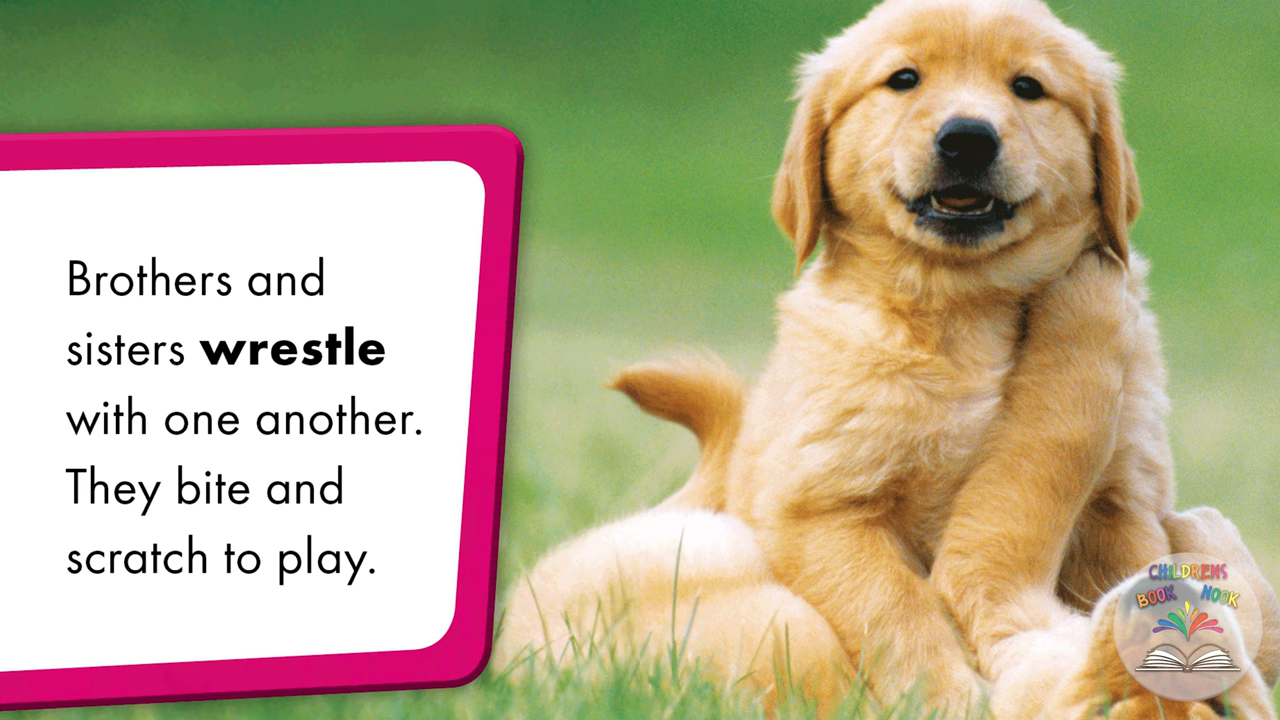 Brothers and
sisters wrestle
with one another.
They bite and
scratch to play.
CHILDRENS
BOOK NOOK